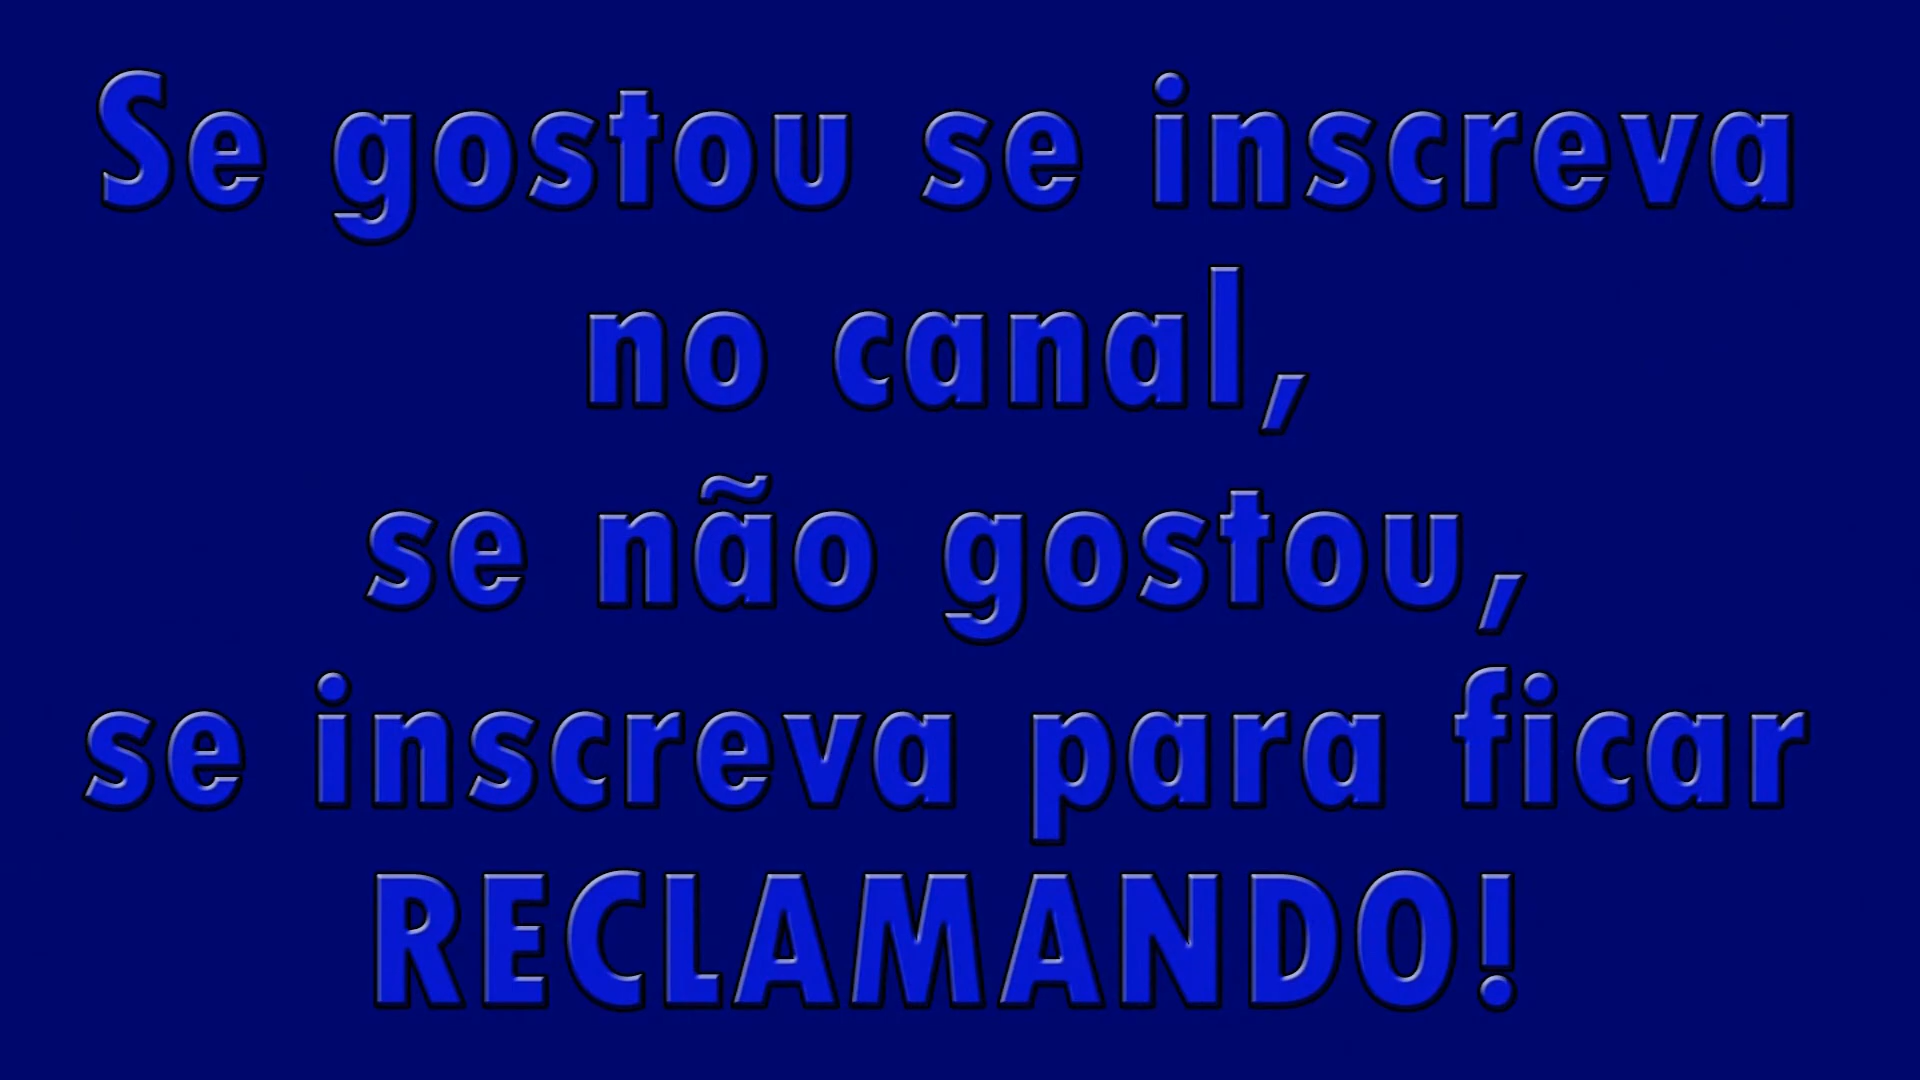 Se gostou se inscreva
no canal,
se não gostou,
se inscreva para ficar
RECLAMANDO!